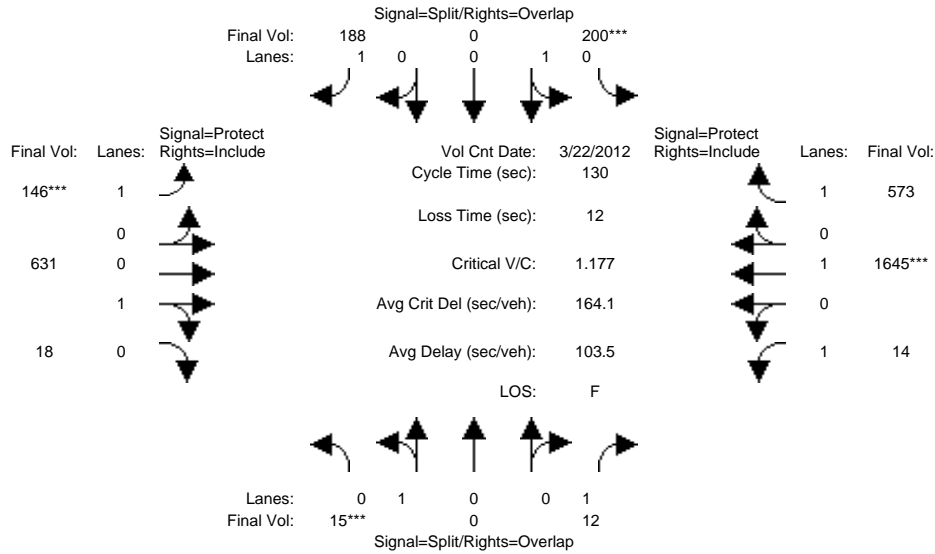 Signal=Split/Rights=Overlap
Final Vol: 188 0 200***
Lanes: 1 0 0 1 0
Signal=Protect
Final Vol: Lanes: Rights=Include
Vol Cnt Date: 3/22/2012
Signal=Protect
Rights=Include Lanes: Final Vol:
Cycle Time (sec): 130
146*** 1
1 573
Loss Time (sec): 12
0
0
631 0
Critical V/C: 1.177
1 1645***
1
Avg Crit Del (sec/veh): 164.1
0
18 0
Avg Delay (sec/veh): 103.5
1 14
LOS: F
Lanes: 0 1 0 0 1
Final Vol: 15*** 0 12
Signal=Split/Rights=Overlap